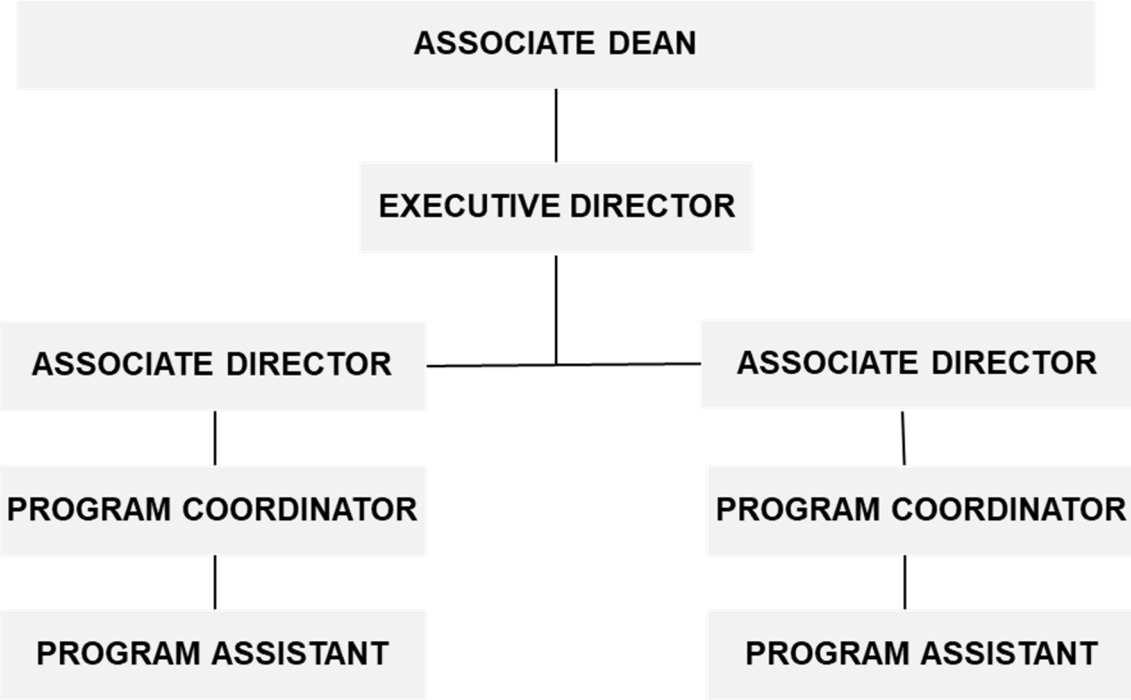 ASSOCIATE DEAN
EXECUTIVE DIRECTOR
ASSOCIATE DIRECTOR
ASSOCIATE DIRECTOR
PROGRAM COORDINATOR
PROGRAM COORDINATOR
PROGRAM ASSISTANT
PROGRAM ASSISTANT